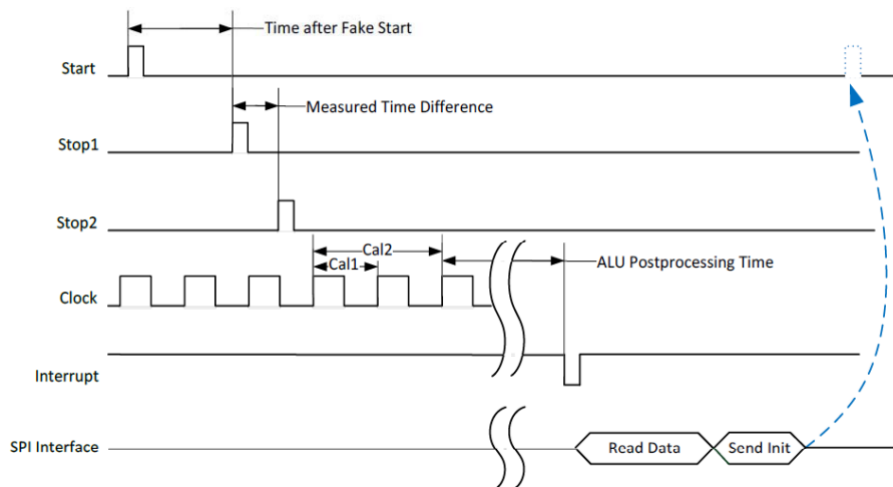 Time after Fake Start
Start
Measured Time Difference
Stop1
Stop2
Cal2
Cal1
ALU Postprocessing Time
Clock
Interrupt
SPI Interface
Read Data
Send Init